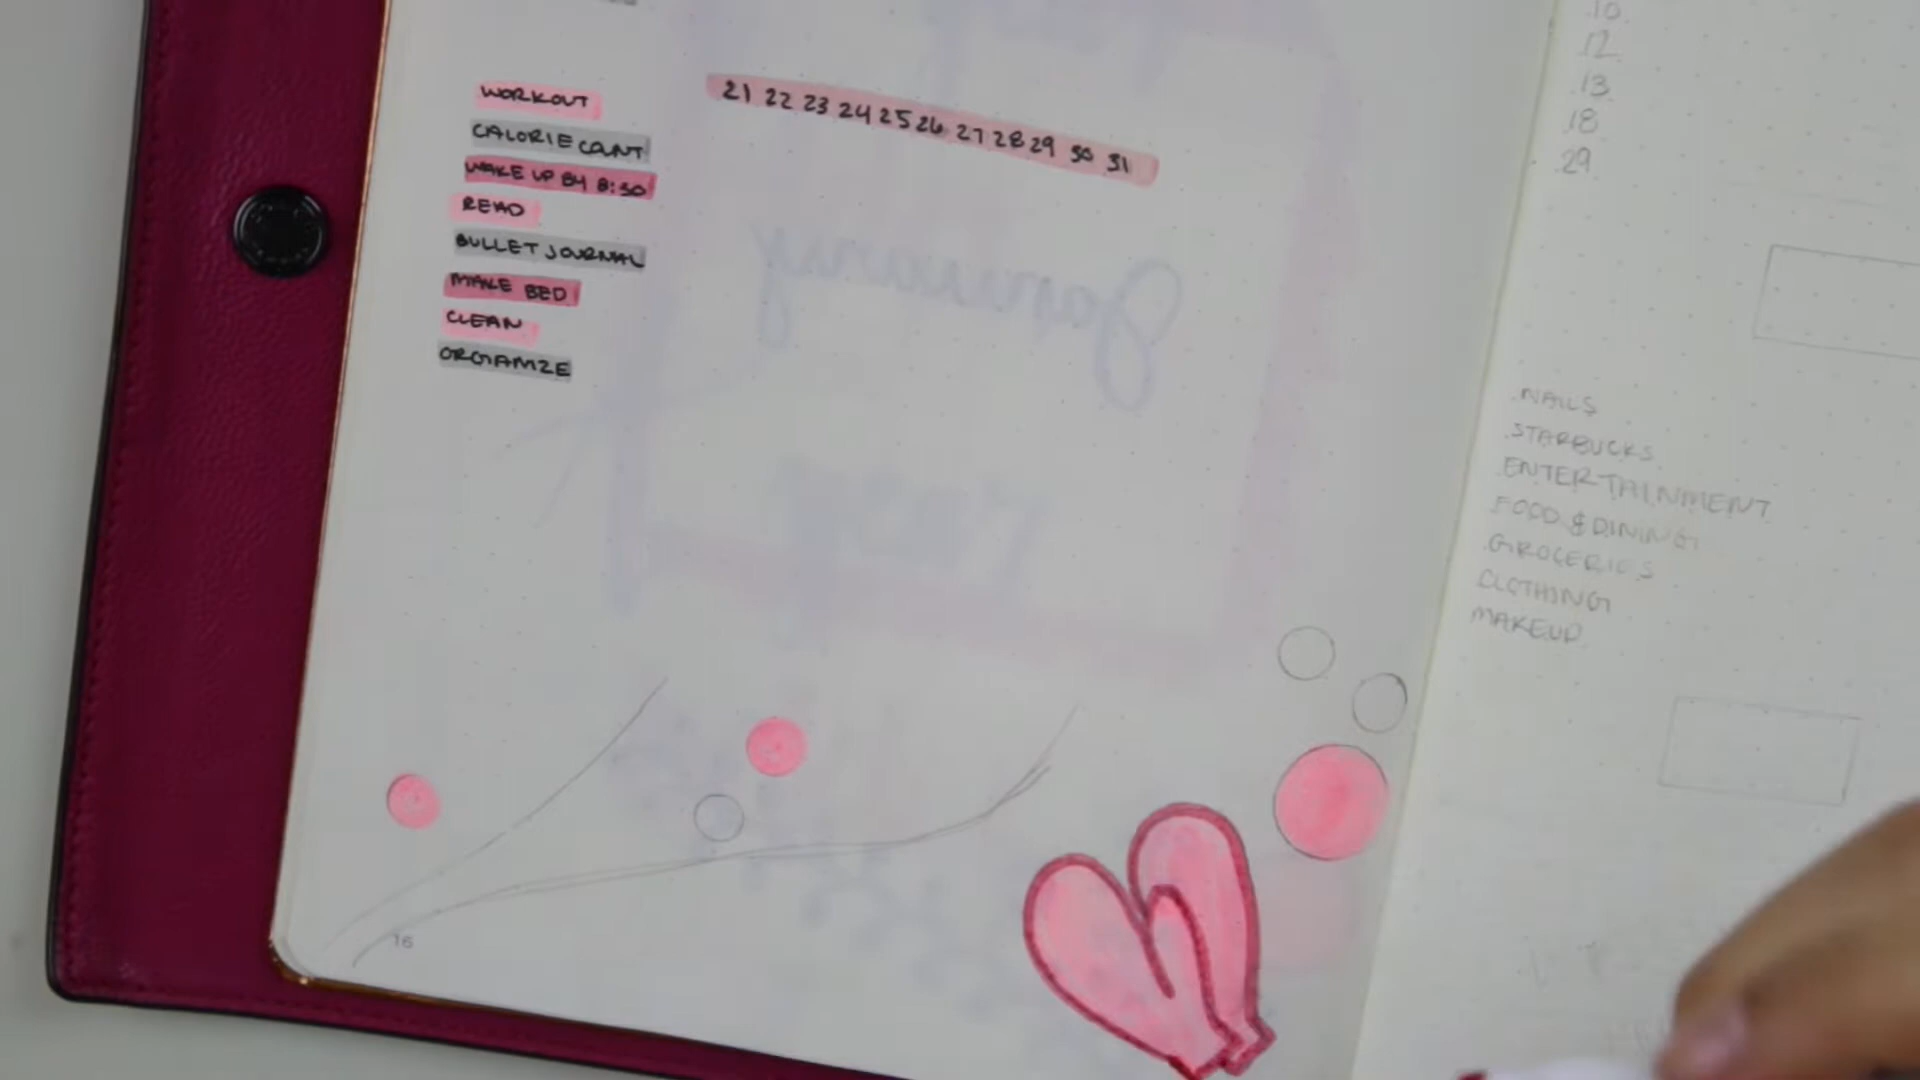 WORKOUT
CALORIE COUNT
WAKE UP BY 8:30
READ
BULLET JOURNAL
MAKE BED
CLEAN
ORGANIZE
21 22 23 24 25 26 27 28 29 30 31
January
16
10
12
13
18
29
NAILS
STARBUCKS
ENTERTAINMENT
FOOD & DINING
GROCERIES
CLOTHING
MAKEUP